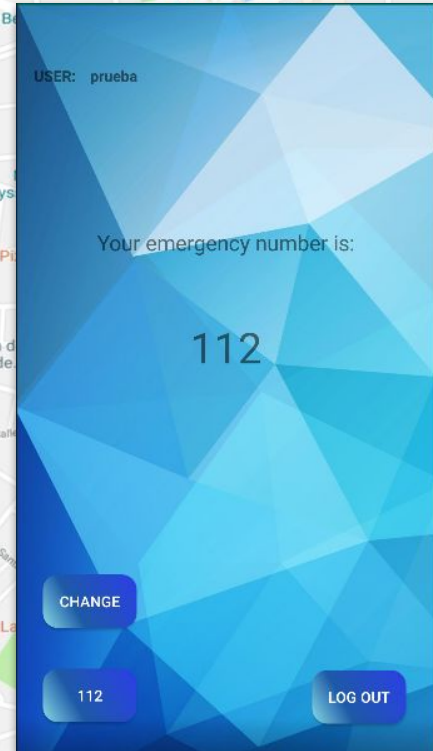 USER: prueba
Your emergency number is:
112
CHANGE
112
LOG OUT